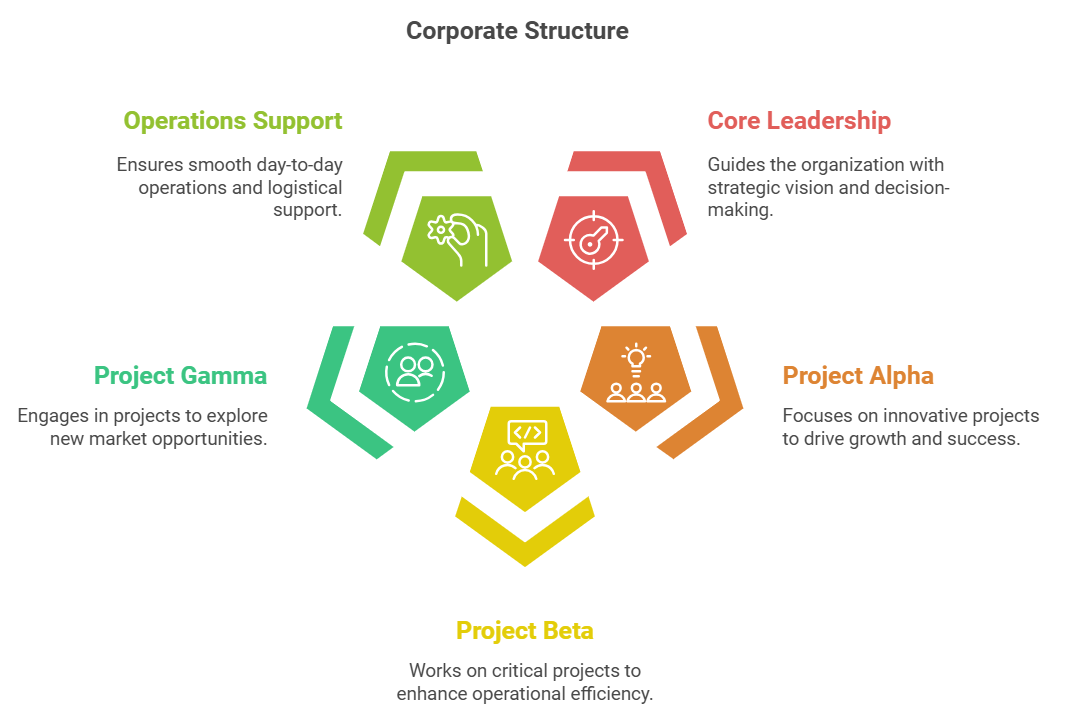 Corporate Structure
Operations Support
Ensures smooth day-to-day
operations and logistical
support.
Core Leadership
Guides the organization with
strategic vision and decision-
making.
Project Gamma
Engages in projects to explore
new market opportunities.
Project Alpha
Focuses on innovative projects
to drive growth and success.
Project Beta
Works on critical projects to
enhance operational efficiency.